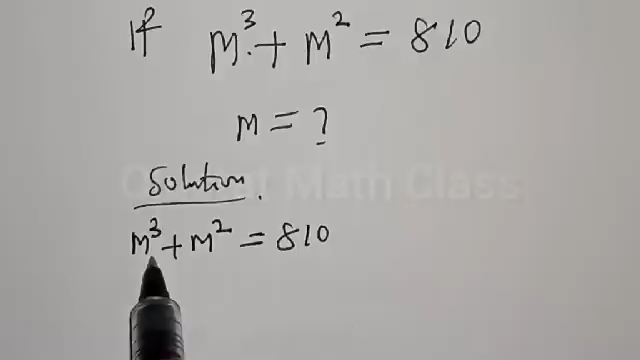 If m³ + m² = 810
m = ?
Solution.
m³ + m² = 810